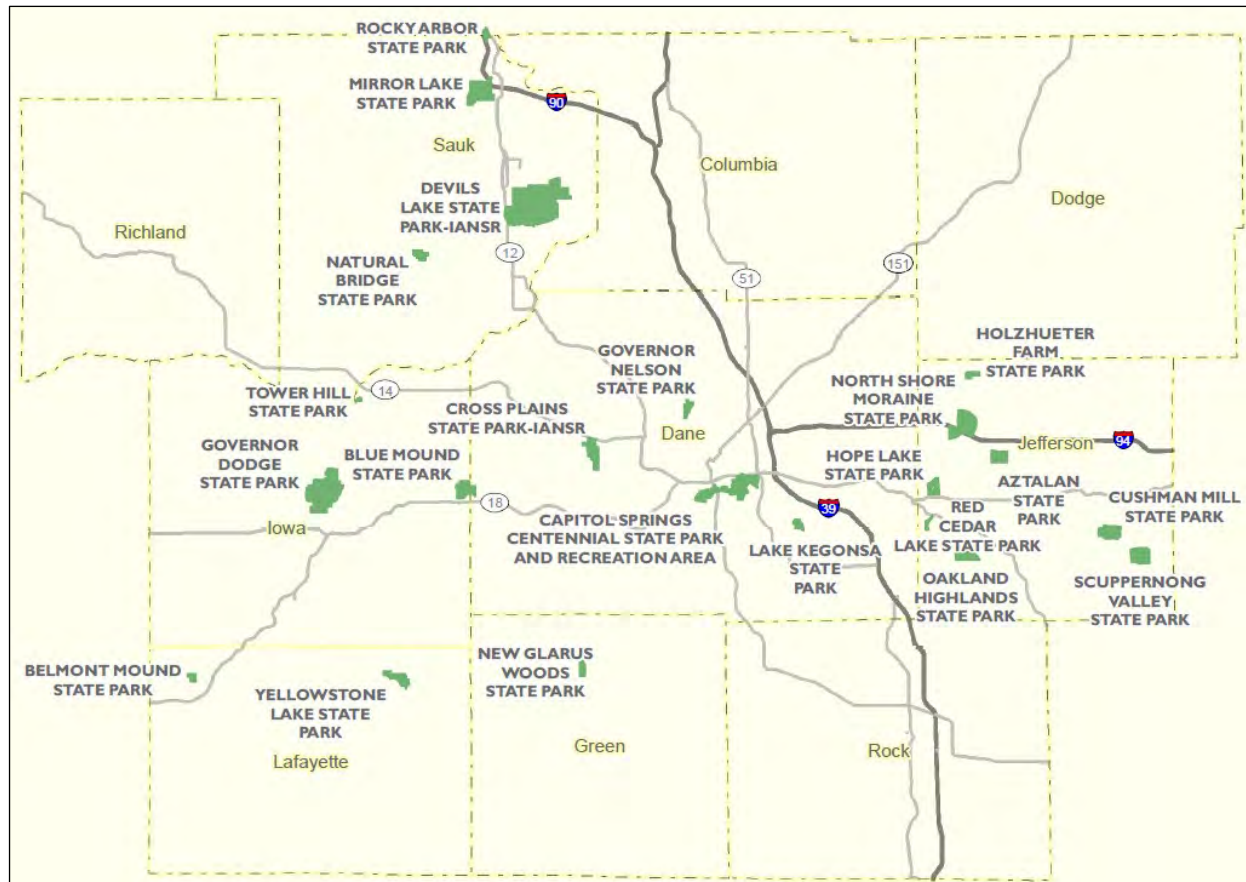 ROCKY ARBOR
STATE PARK
MIRROR LAKE
STATE PARK
90
Sauk
Columbia
Dodge
DEVILS
LAKE STATE
PARK-IANSR
Richland
NATURAL
BRIDGE
STATE PARK
12
51
151
HOLZHUETER
FARM
STATE PARK
GOVERNOR
NELSON
STATE PARK
NORTH SHORE
MORAINE
STATE PARK
TOWER HILL
STATE PARK
14
CROSS PLAINS
STATE PARK-IANSR
Dane
Jefferson
94
GOVERNOR
DODGE
STATE PARK
BLUE MOUND
STATE PARK
HOPE LAKE
STATE PARK
AZTALAN
STATE
PARK
CUSHMAN MILL
STATE PARK
18
Iowa
CAPITOL SPRINGS
CENTENNIAL STATE PARK
AND RECREATION AREA
39
LAKE KEGONSA
STATE
PARK
RED
CEDAR
LAKE STATE PARK
OAKLAND
HIGHLANDS
STATE PARK
SCUPPERNONG
VALLEY
STATE PARK
BELMONT MOUND
STATE PARK
YELLOWSTONE
LAKE STATE
PARK
NEW GLARUS
WOODS
STATE PARK
Lafayette
Green
Rock